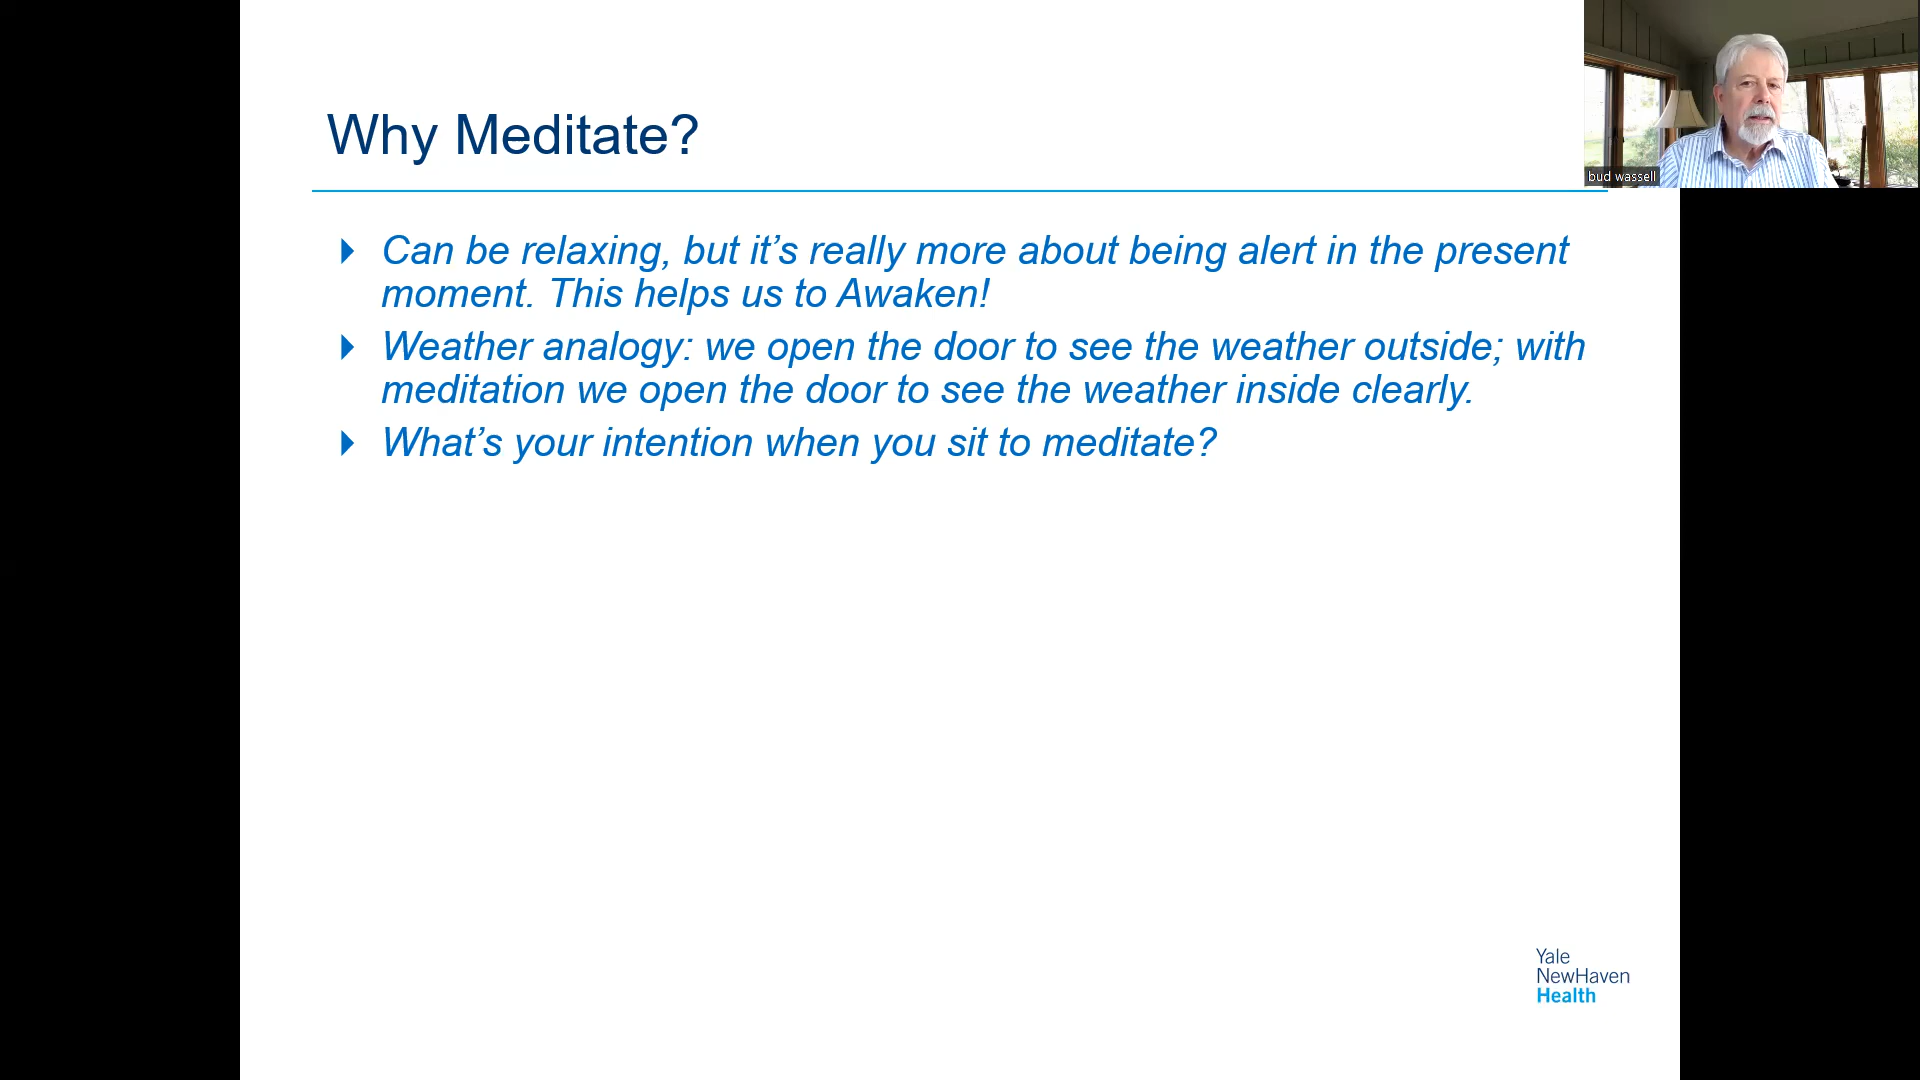 Why Meditate?
Can be relaxing, but it’s really more about being alert in the present
moment. This helps us to Awaken!
Weather analogy: we open the door to see the weather outside; with
meditation we open the door to see the weather inside clearly.
What’s your intention when you sit to meditate?
bud wassell
Yale
NewHaven
Health